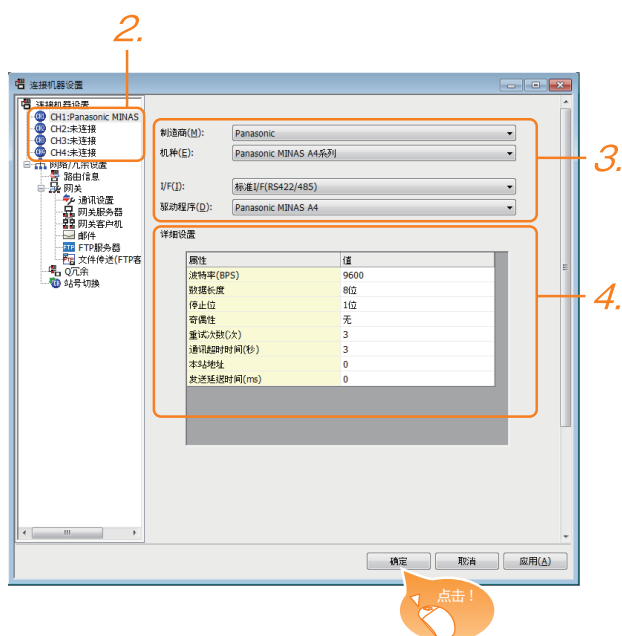 2.
连接机器设置
连接机器设置
CH1:Panasonic MINAS
CH2:未连接
CH3:未连接
CH4:未连接
网络/冗余设置
路由信息
网关
通讯设置
网关服务器
网关客户机
邮件
FTP服务器
文件传送(FTP客
Q冗余
站号切换
制造商(M): Panasonic
机种(E): Panasonic MINAS A4系列
3.
I/F(I): 标准I/F(RS422/485)
驱动程序(D): Panasonic MINAS A4
详细设置
属性 值
波特率(BPS) 9600
数据长度 8位
停止位 1位
4.
奇偶性 无
重试次数(次) 3
通讯超时时间(秒) 3
本站地址 0
发送延迟时间(ms) 0
确定 取消 应用(A)
点击！